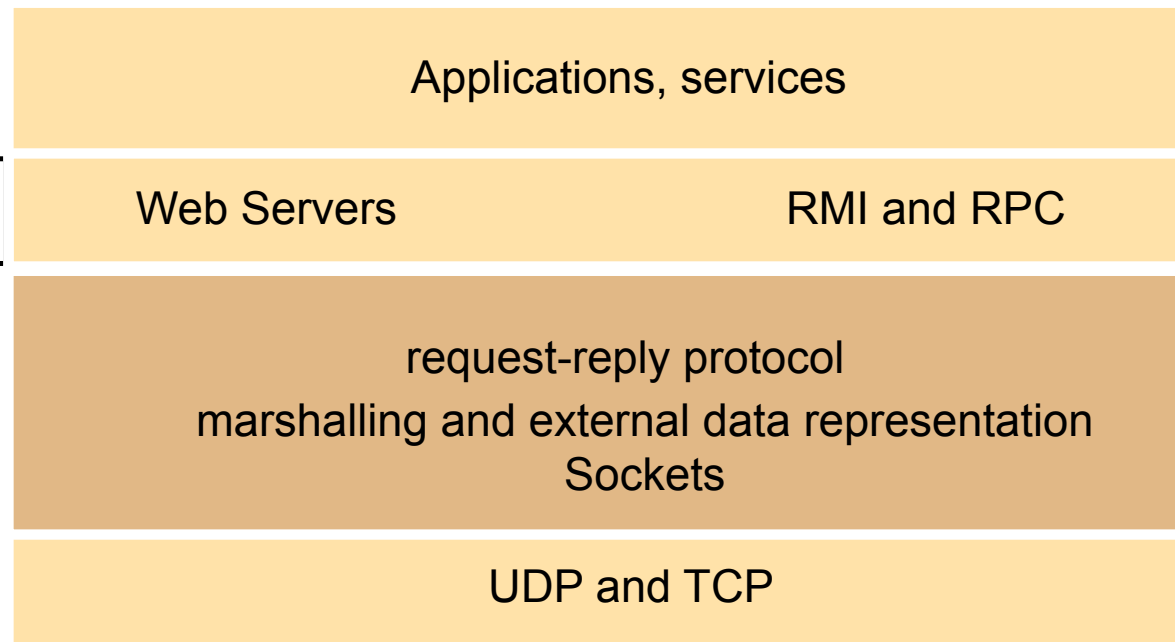 Applications, services
Web Servers RMI and RPC
request-reply protocol
marshalling and external data representation
Sockets
UDP and TCP